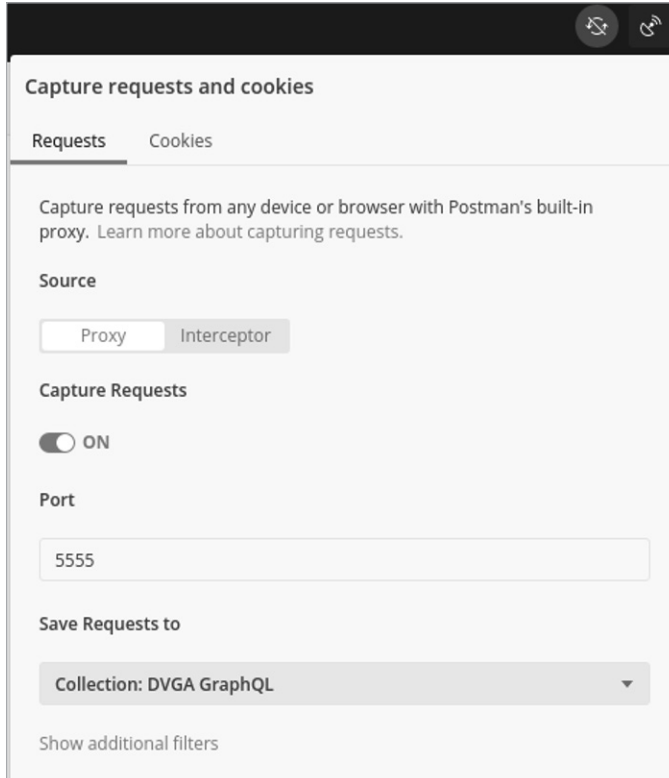 Capture requests and cookies
Requests Cookies
Capture requests from any device or browser with Postman's built-in
proxy. Learn more about capturing requests.
Source
Proxy Interceptor
Capture Requests
ON
Port
5555
Save Requests to
Collection: DVGA GraphQL
Show additional filters